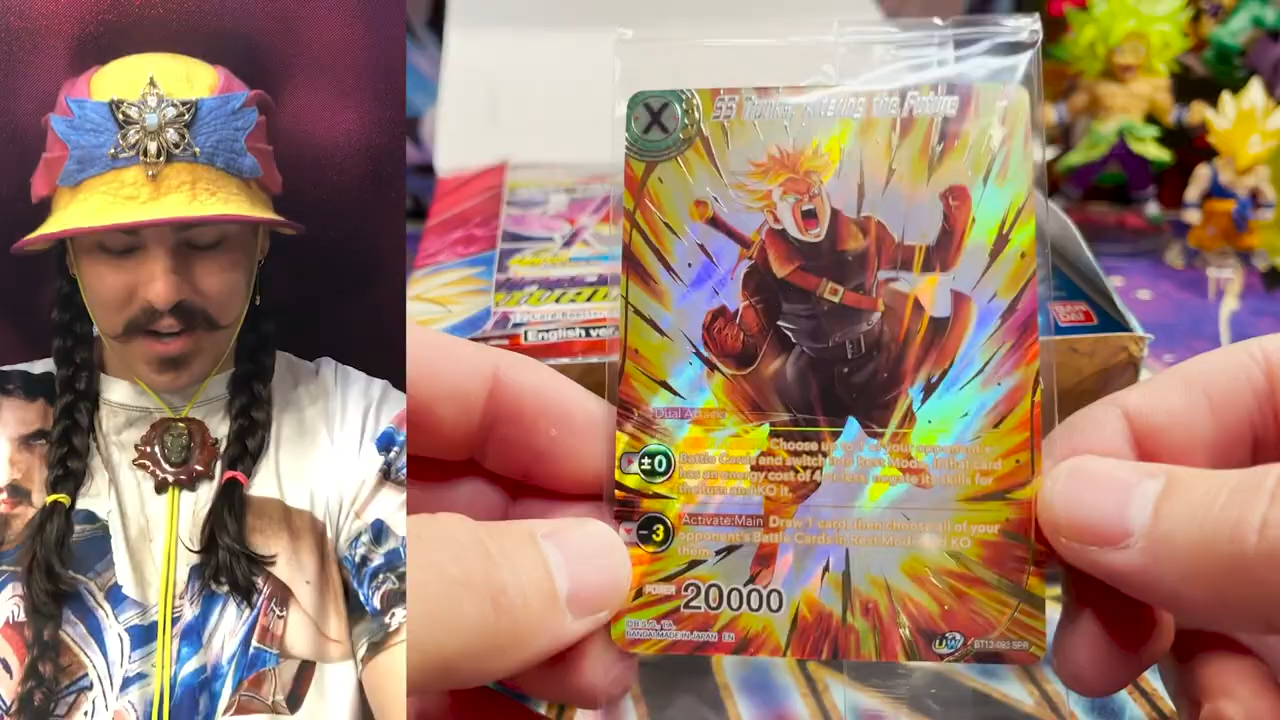 X
SS Trunks, Altering the Future
English ver.
BAN
DAI
Dual Attack
±0
Choose up to 1 of your opponent's
Battle Cards and switch it to Rest Mode. If that card
has an energy cost of 4 or less, negate its skills for
the turn and KO it.
-3
Activate:Main Draw 1 card, then choose all of your
opponent's Battle Cards in Rest Mode and KO
them.
POWER 20000
©B.S./S., T.A.
BANDAI MADE IN JAPAN EN
UW
BT13-093 SPR